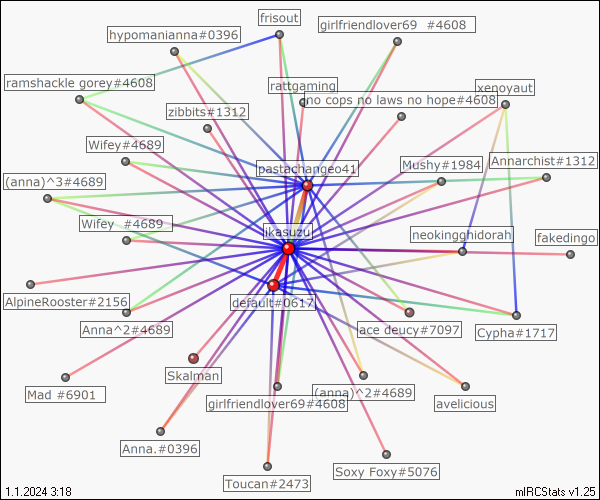 frisout
girlfriendlover69 #4608
hypomanianna#0396
ramshackle gorey#4608
rattgaming
xenoyaut
no cops no laws no hope#4608
zibbits#1312
Wifey#4689
pastachangeo41
Mushy#1984
Annarchist#1312
(anna)^3#4689
Wifey_#4689
ikasuzu
neokingghidorah
fakedingo
AlpineRooster#2156
default#0617
Anna^2#4689
ace deucy#7097
Cypha#1717
Skalman
Mad #6901
girlfriendlover69#4608
(anna)^2#4689
avelicious
Anna.#0396
Toucan#2473
Soxy Foxy#5076
1.1.2024 3:18
mIRCStats v1.25